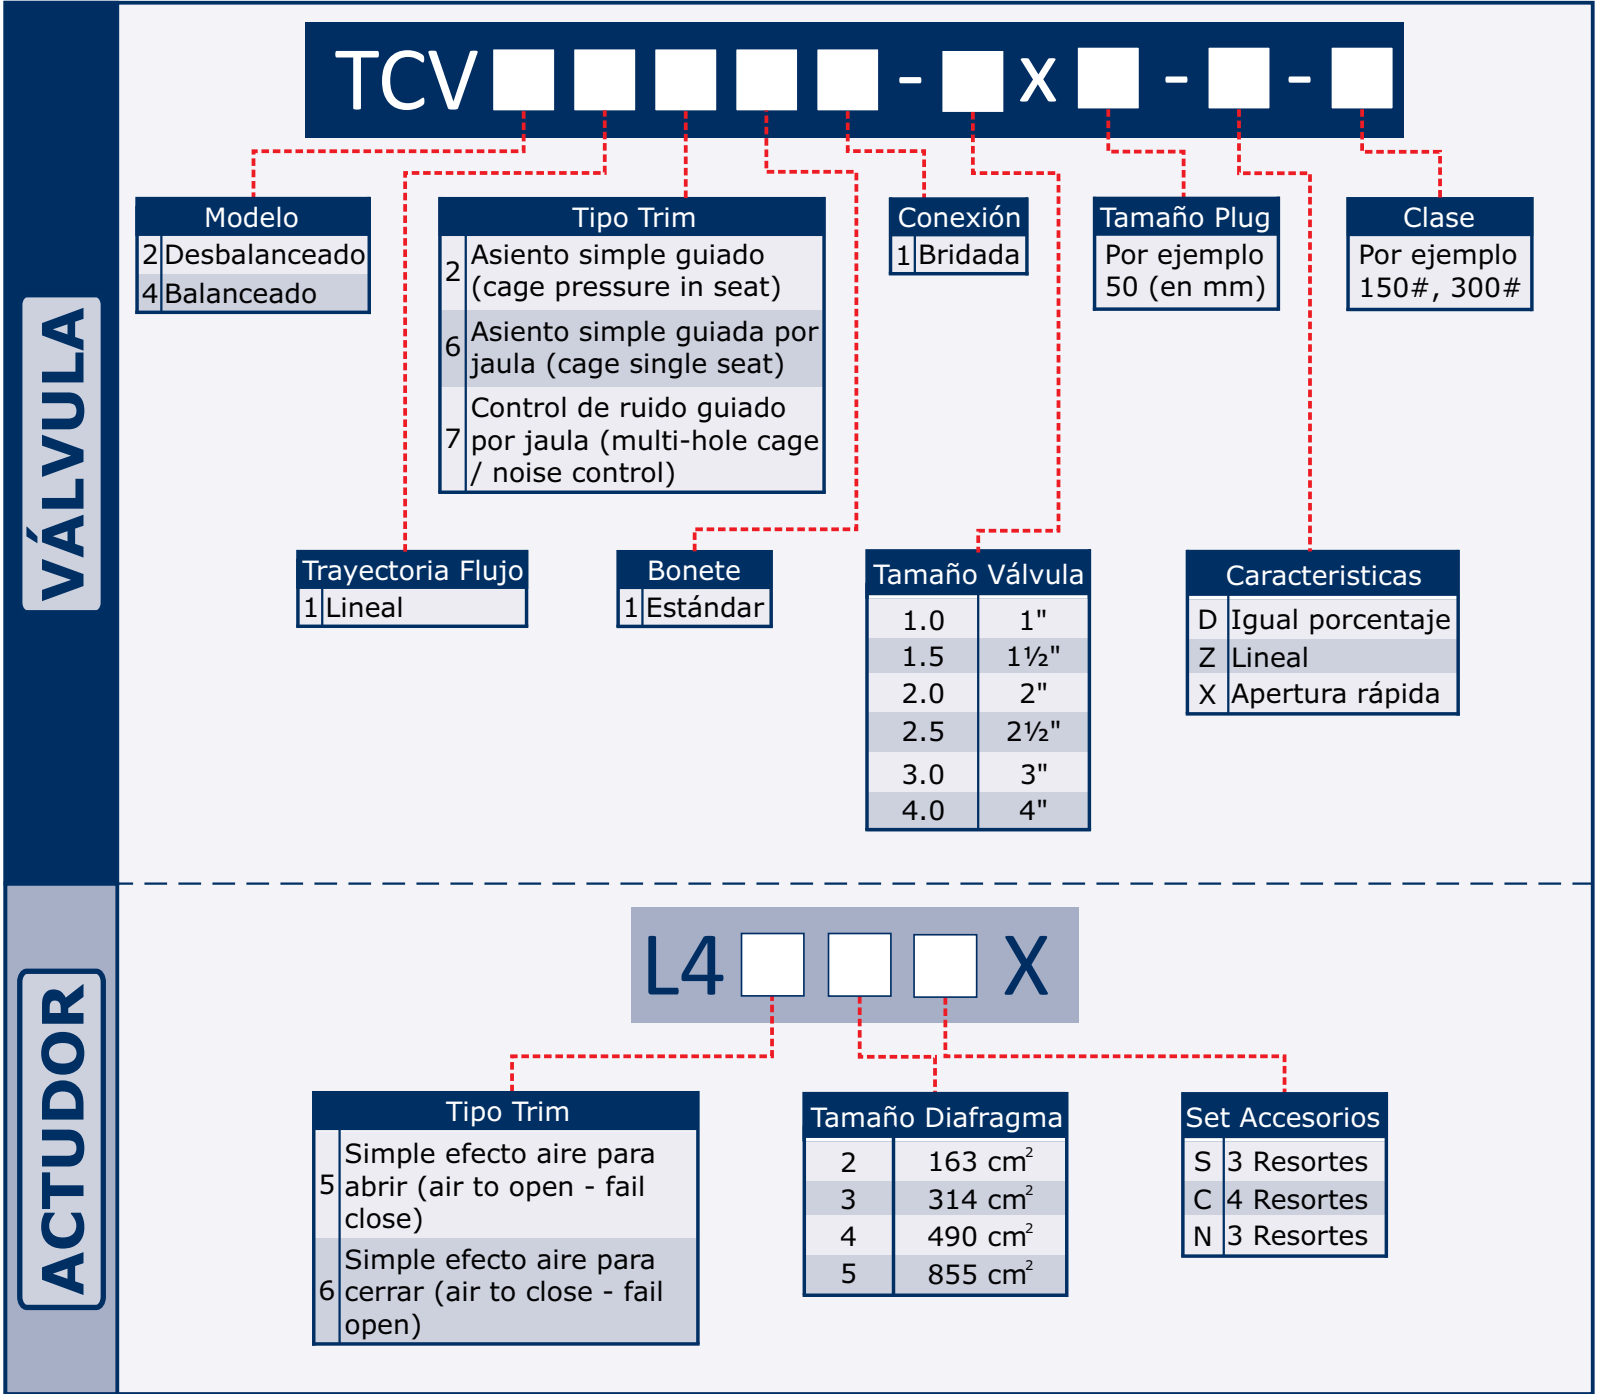 VÁLVULA
TCV - x - -
Modelo
2 Desbalanceado
4 Balanceado
Tipo Trim
2 Asiento simple guiado
(cage pressure in seat)
6 Asiento simple guiada por
jaula (cage single seat)
7 Control de ruido guiado
por jaula (multi-hole cage
/ noise control)
Conexión
1 Bridada
Tamaño Plug
Por ejemplo
50 (en mm)
Clase
Por ejemplo
150#, 300#
Trayectoria Flujo
1 Lineal
Bonete
1 Estándar
Tamaño Válvula
1.0 1"
1.5 1½"
2.0 2"
2.5 2½"
3.0 3"
4.0 4"
Caracteristicas
D Igual porcentaje
Z Lineal
X Apertura rápida
ACTUDOR
L4 X
Tipo Trim
5 Simple efecto aire para
abrir (air to open - fail
close)
6 Simple efecto aire para
cerrar (air to close - fail
open)
Tamaño Diafragma
2 163 cm²
3 314 cm²
4 490 cm²
5 855 cm²
Set Accesorios
S 3 Resortes
C 4 Resortes
N 3 Resortes